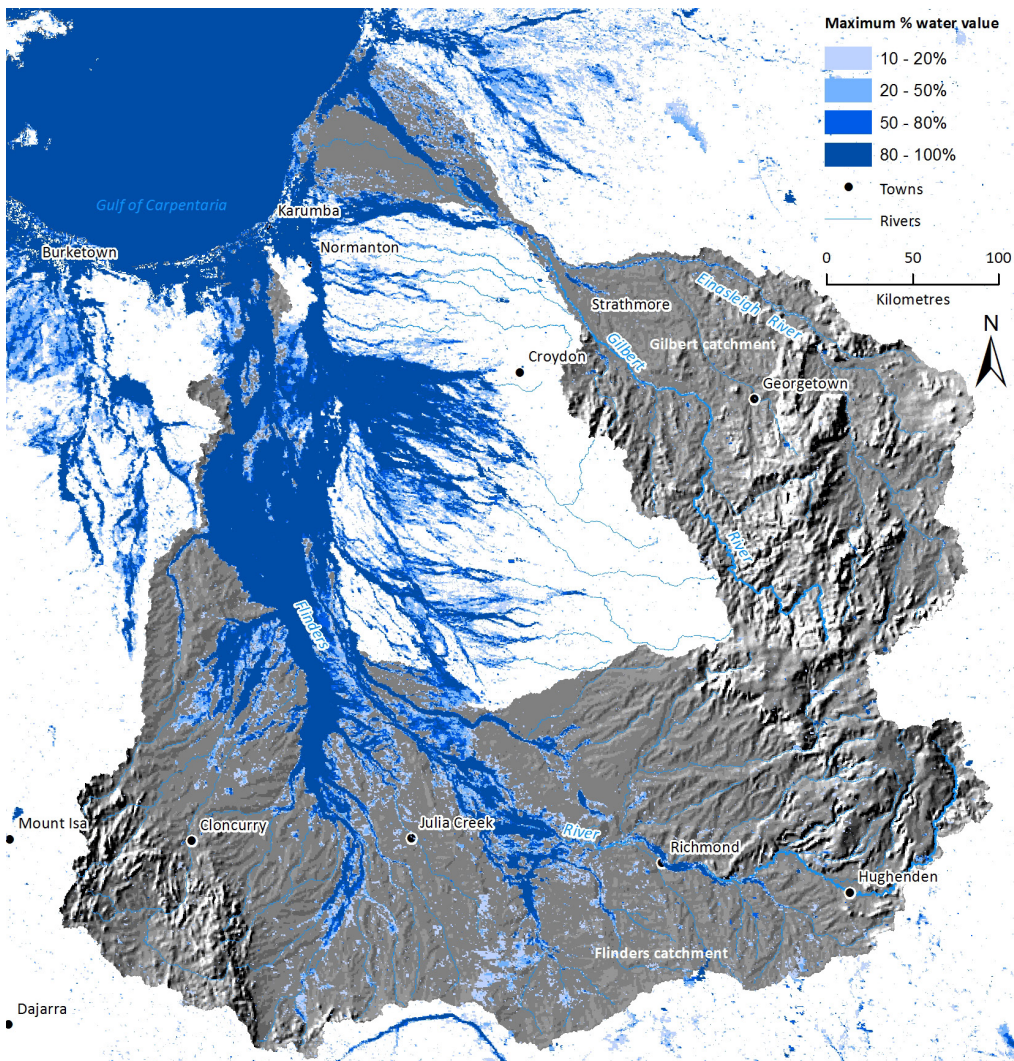 Maximum % water value
10 - 20%
20 - 50%
50 - 80%
80 - 100%
Towns
Rivers
0 100
Kilometres
N
Gulf of Carpentaria
Karumba
Burketown
Normanton
Strathmore
Einasleigh River
Gilbert
Gilbert catchment
Croydon
Georgetown
River
Flinders
Mount Isa
Cloncurry
Julia Creek
River
Richmond
Hughenden
Flinders catchment
Dajarra